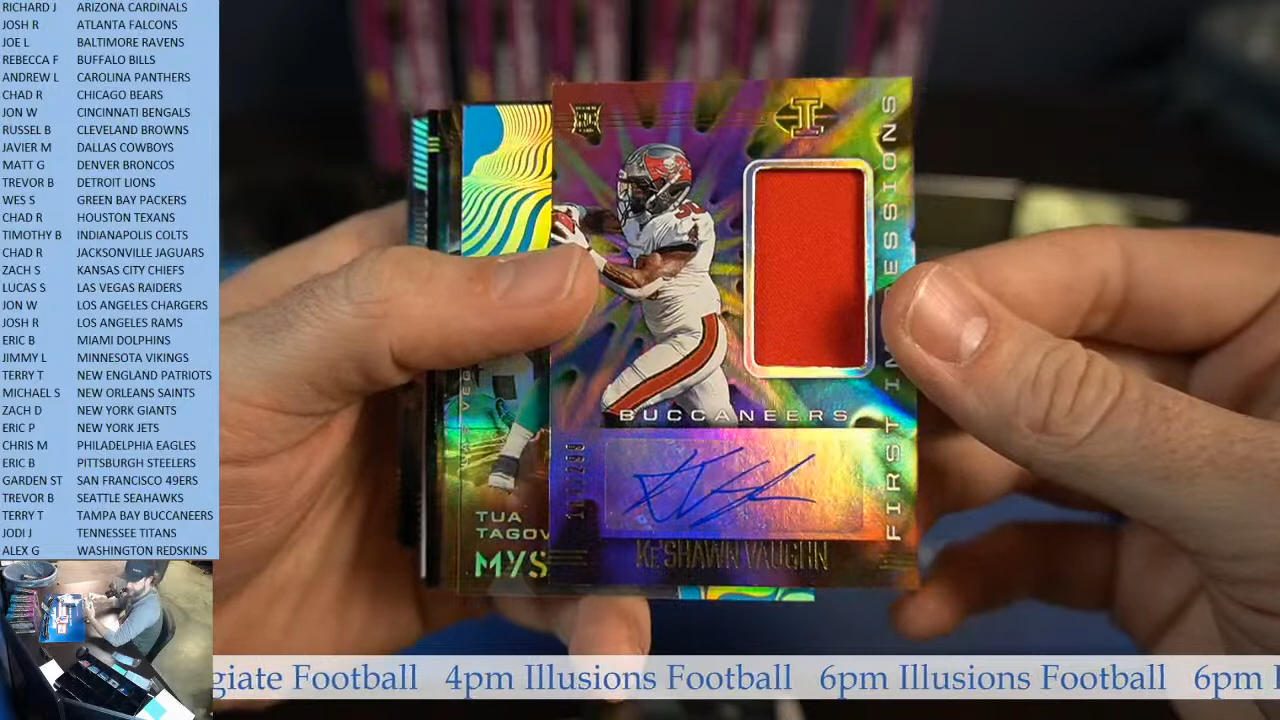 RICHARD J ARIZONA CARDINALS
JOSH R ATLANTA FALCONS
JOE L BALTIMORE RAVENS
REBECCA F BUFFALO BILLS
ANDREW L CAROLINA PANTHERS
CHAD R CHICAGO BEARS
JON W CINCINNATI BENGALS
RUSSEL B CLEVELAND BROWNS
JAVIER M DALLAS COWBOYS
MATT G DENVER BRONCOS
TREVOR B DETROIT LIONS
WES S GREEN BAY PACKERS
CHAD R HOUSTON TEXANS
TIMOTHY B INDIANAPOLIS COLTS
CHAD R JACKSONVILLE JAGUARS
ZACH S KANSAS CITY CHIEFS
LUCAS S LAS VEGAS RAIDERS
JON W LOS ANGELES CHARGERS
JOSH R LOS ANGELES RAMS
ERIC B MIAMI DOLPHINS
JIMMY L MINNESOTA VIKINGS
TERRY T NEW ENGLAND PATRIOTS
MICHAEL S NEW ORLEANS SAINTS
ZACH D NEW YORK GIANTS
ERIC P NEW YORK JETS
CHRIS M PHILADELPHIA EAGLES
ERIC B PITTSBURGH STEELERS
GARDEN ST SAN FRANCISCO 49ERS
TREVOR B SEATTLE SEAHAWKS
TERRY T TAMPA BAY BUCCANEERS
JODI J TENNESSEE TITANS
ALEX G WASHINGTON REDSKINS
RC
I
FIRST IM ESSIONS
BUCCANEERS
KE'SHAWN VAUGHN
TUA
TAGOV
MYS
giate Football 4pm Illusions Football 6pm Illusions Football 6pm I